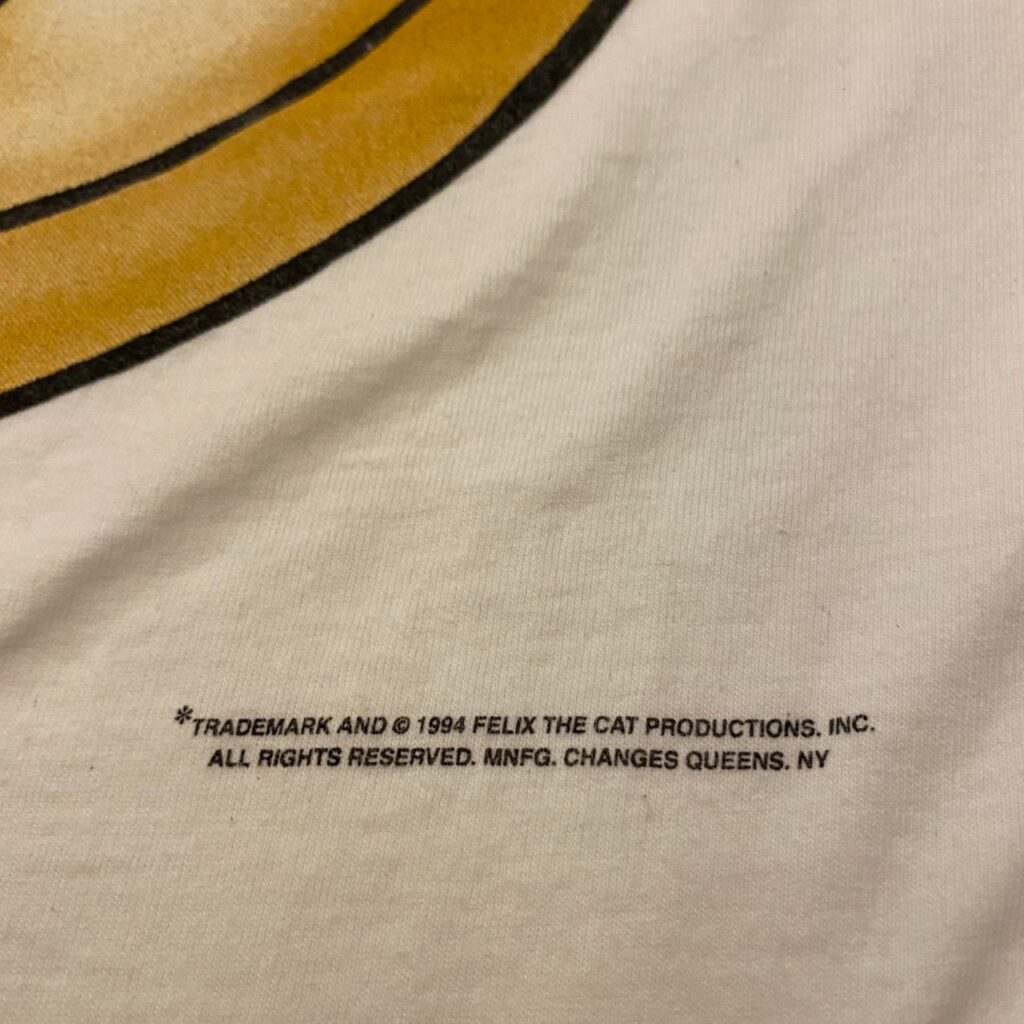 *TRADEMARK AND © 1994 FELIX THE CAT PRODUCTIONS. INC.
ALL RIGHTS RESERVED. MNFG. CHANGES QUEENS. NY